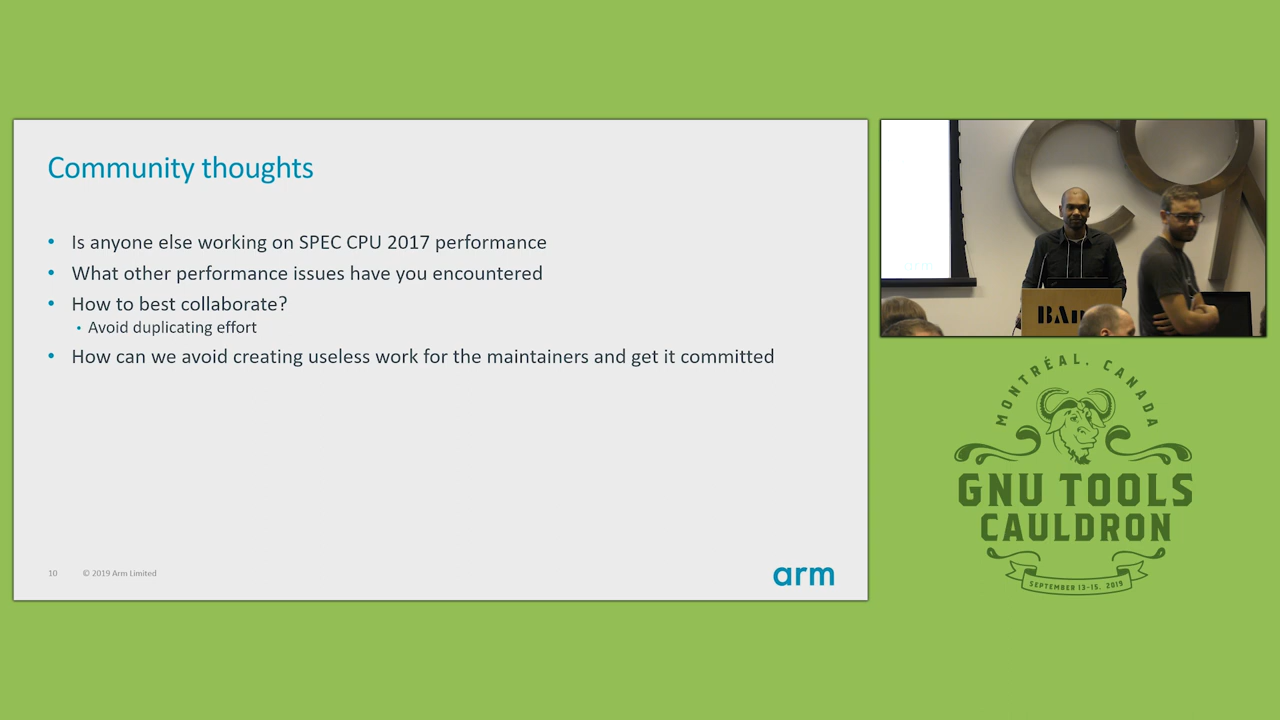 Community thoughts
• Is anyone else working on SPEC CPU 2017 performance
• What other performance issues have you encountered
• How to best collaborate?
• Avoid duplicating effort
• How can we avoid creating useless work for the maintainers and get it committed
10 © 2019 Arm Limited
arm
arm
MONTRÉAL, CANADA
GNU TOOLS
CAULDRON
SEPTEMBER 13-15, 2019